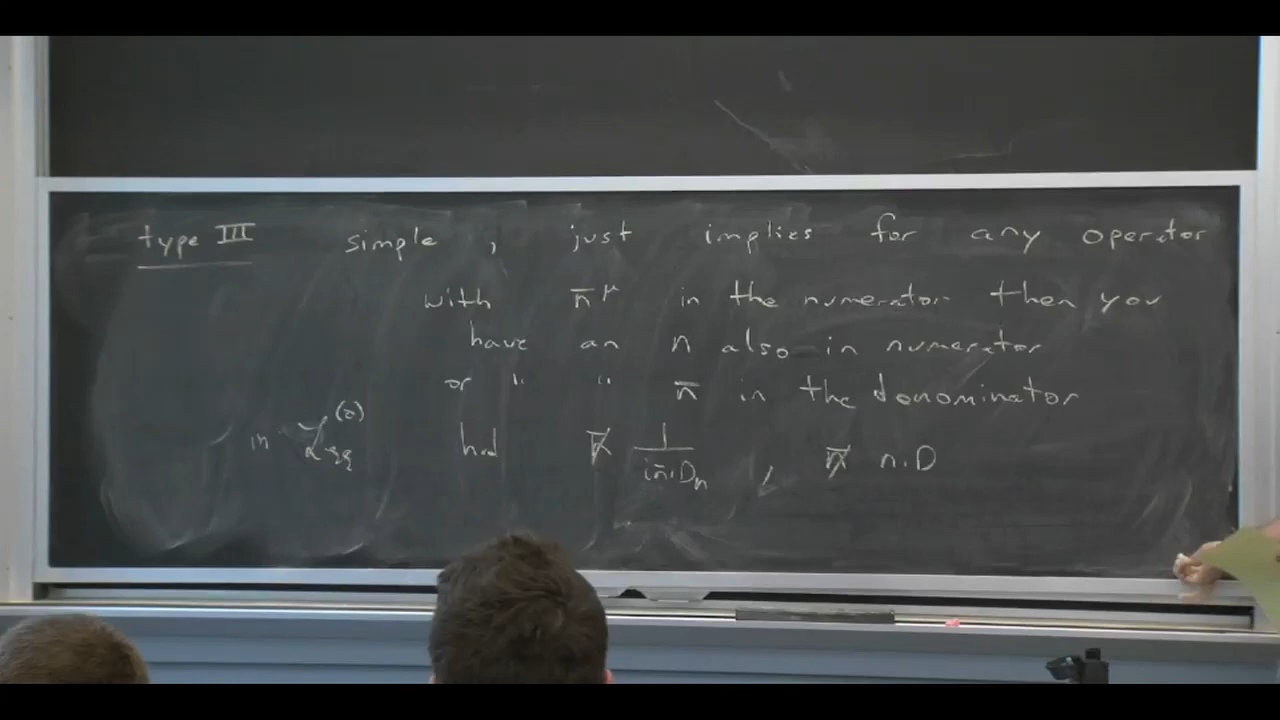 type III simple, just implies for any operator
with n̄^μ in the numerator then you
have an n also in numerator
or " " n̄ in the denominator
in ℒ_ξξ^(0) had n̸̄ 1/(in̄·D_n) , n̸̄ n·D